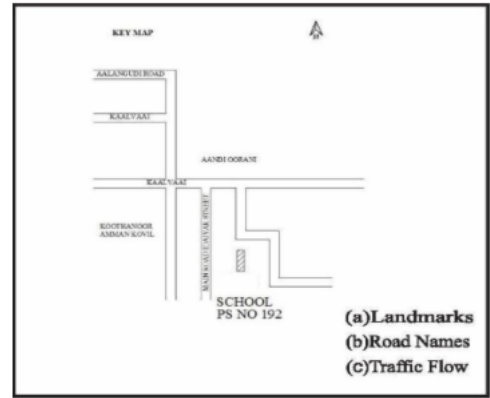 KEY MAP
AALANGUDI ROAD
KAALVAAI
AANDI OORANI
KAALVAAI
KOOTHANOOR
AMMAN KOVIL
SCHOOL
PS NO 192
(a)Landmarks
(b)Road Names
(c)Traffic Flow